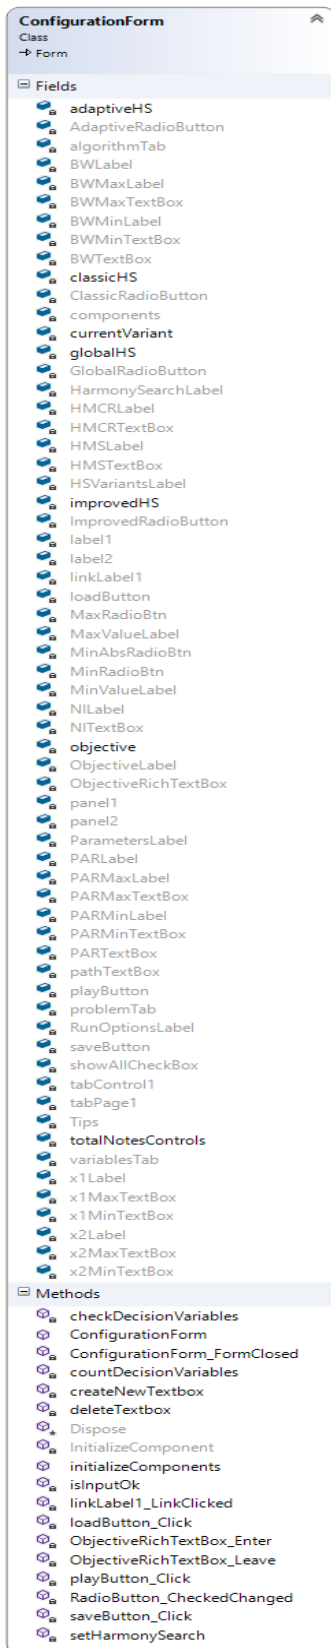 ConfigurationForm
Class
Form
Fields
adaptiveHS
AdaptiveRadioButton
algorithmTab
BWLabel
BWMaxLabel
BWMaxTextBox
BWMinLabel
BWMinTextBox
BWTextBox
classicHS
ClassicRadioButton
components
currentVariant
globalHS
GlobalRadioButton
HarmonySearchLabel
HMCRLabel
HMCRTextBox
HMSLabel
HMSTextBox
HSVariantsLabel
improvedHS
ImprovedRadioButton
label1
label2
linkLabel1
loadButton
MaxRadioBtn
MaxValueLabel
MinAbsRadioBtn
MinRadioBtn
MinValueLabel
NILabel
NITextBox
objective
ObjectiveLabel
ObjectiveRichTextBox
panel1
panel2
ParametersLabel
PARLabel
PARMaxLabel
PARMaxTextBox
PARMinLabel
PARMinTextBox
PARTextBox
pathTextBox
playButton
problemTab
RunOptionsLabel
saveButton
showAllCheckBox
tabControl1
tabPage1
Tips
totalNotesControls
variablesTab
x1Label
x1MaxTextBox
x1MinTextBox
x2Label
x2MaxTextBox
x2MinTextBox
Methods
checkDecisionVariables
ConfigurationForm
ConfigurationForm_FormClosed
countDecisionVariables
createNewTextbox
deleteTextbox
Dispose
InitializeComponent
initializeComponents
isInputOk
linkLabel1_LinkClicked
loadButton_Click
ObjectiveRichTextBox_Enter
ObjectiveRichTextBox_Leave
playButton_Click
RadioButton_CheckedChanged
saveButton_Click
setHarmonySearch